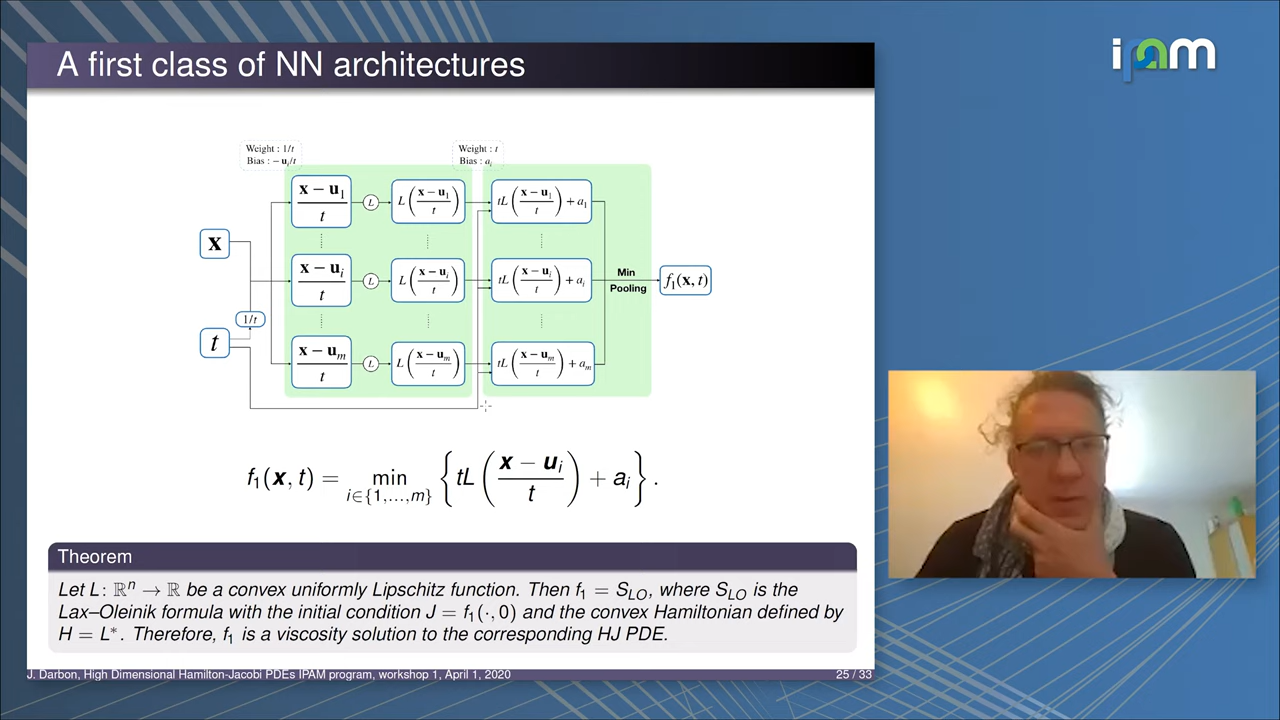 A first class of NN architectures
ipam
Weight : 1/t
Bias : − u_i/t
Weight : t
Bias : a_i
x
t
1/t
x − u_1 / t
L
L(x − u_1 / t)
tL(x − u_1 / t) + a_1
x − u_i / t
L
L(x − u_i / t)
tL(x − u_i / t) + a_i
x − u_m / t
L
L(x − u_m / t)
tL(x − u_m / t) + a_m
Min
Pooling
f_1(x, t)
f_1(x, t) = min_{i∈{1,...,m}} { tL(x − u_i / t) + a_i }.
Theorem
Let L: ℝ^n → ℝ be a convex uniformly Lipschitz function. Then f_1 = S_LO, where S_LO is the
Lax–Oleinik formula with the initial condition J = f_1(·, 0) and the convex Hamiltonian defined by
H = L*. Therefore, f_1 is a viscosity solution to the corresponding HJ PDE.
J. Darbon, High Dimensional Hamilton-Jacobi PDEs IPAM program, workshop 1, April 1, 2020
25 / 33